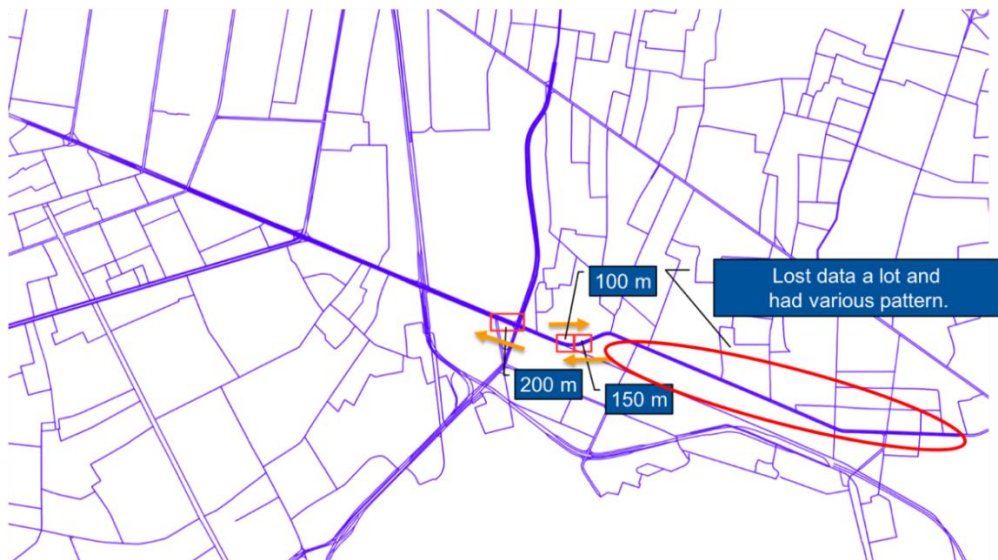 100 m
Lost data a lot and
had various pattern.
200 m
150 m